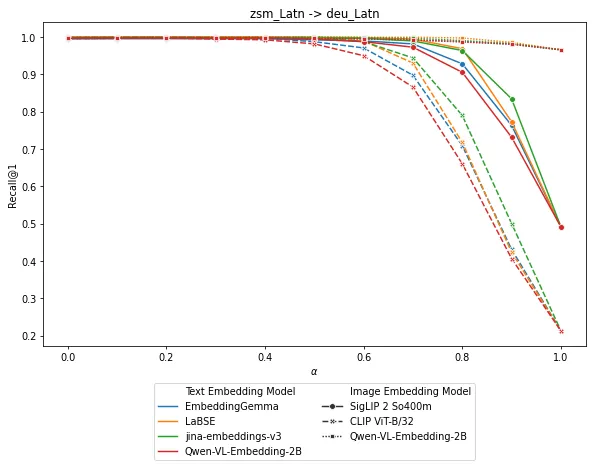 zsm_Latn -> deu_Latn
Recall@1
1.0
0.9
0.8
0.7
0.6
0.5
0.4
0.3
0.2
0.0 0.2 0.4 0.6 0.8 1.0
α
Text Embedding Model
EmbeddingGemma
LaBSE
jina-embeddings-v3
Qwen-VL-Embedding-2B
Image Embedding Model
SigLIP 2 So400m
CLIP ViT-B/32
Qwen-VL-Embedding-2B